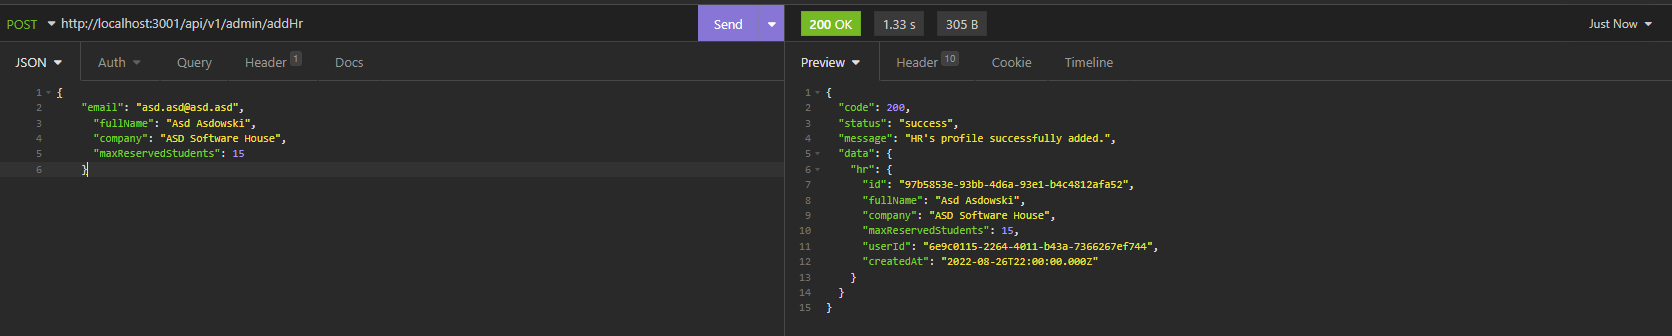 POST http://localhost:3001/api/v1/admin/addHr Send 200 OK 1.33 s 305 B Just Now
JSON Auth Query Header 1 Docs Preview Header 10 Cookie Timeline
1 {
2 "email": "asd.asd@asd.asd",
3 "fullName": "Asd Asdowski",
4 "company": "ASD Software House",
5 "maxReservedStudents": 15
6 }
1 {
2 "code": 200,
3 "status": "success",
4 "message": "HR's profile successfully added.",
5 "data": {
6 "hr": {
7 "id": "97b5853e-93bb-4d6a-93e1-b4c4812afa52",
8 "fullName": "Asd Asdowski",
9 "company": "ASD Software House",
10 "maxReservedStudents": 15,
11 "userId": "6e9c0115-2264-4011-b43a-7366267ef744",
12 "createdAt": "2022-08-26T22:00:00.000Z"
13 }
14 }
15 }